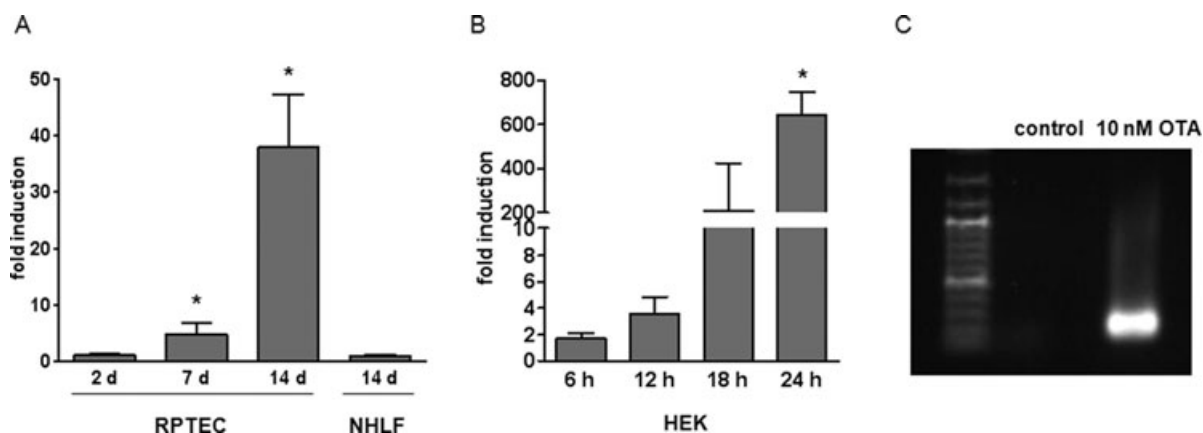 A
B
C
fold induction
50
40
30
20
10
0
*
*
2 d 7 d 14 d 14 d
RPTEC NHLF
fold induction
800
600
400
200
10
8
6
4
2
0
*
6 h 12 h 18 h 24 h
HEK
control 10 nM OTA